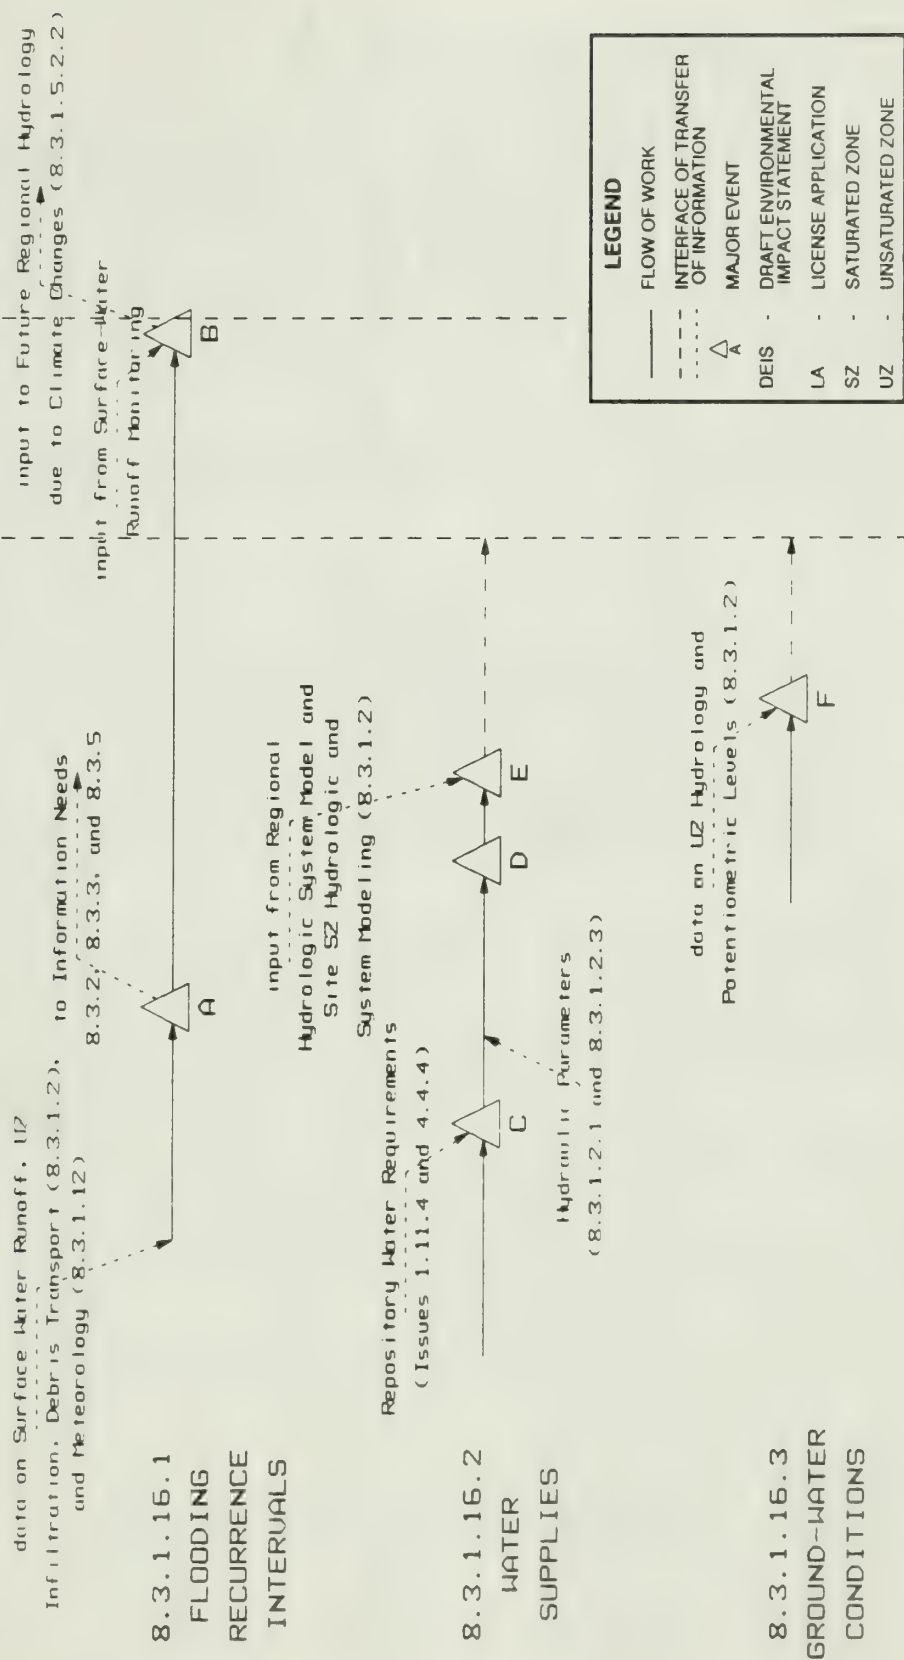 data on Surface Water Runoff, UZ
Infiltration, Debris Transport (8.3.1.2),
and Meteorology (8.3.1.12)
to Information Needs
8.3.2, 8.3.3, and 8.3.5
input to Future Regional Hydrology
due to Climate Changes (8.3.1.5.2.2)
input from Surface-Water
Runoff Monitoring
8.3.1.16.1
FLOODING
RECURRENCE
INTERVALS
A
B
Repository Water Requirements
(Issues 1.11.4 and 4.4.4)
input from Regional
Hydrologic System Model and
Site SZ Hydrologic and
System Modeling (8.3.1.2)
8.3.1.16.2
WATER
SUPPLIES
C
D
E
Hydraulic Parameters
(8.3.1.2.1 and 8.3.1.2.3)
data on UZ Hydrology and
Potentiometric Levels (8.3.1.2)
8.3.1.16.3
GROUND-WATER
CONDITIONS
F
LEGEND
FLOW OF WORK
INTERFACE OF TRANSFER
OF INFORMATION
A
MAJOR EVENT
DEIS - DRAFT ENVIRONMENTAL
IMPACT STATEMENT
LA - LICENSE APPLICATION
SZ - SATURATED ZONE
UZ - UNSATURATED ZONE